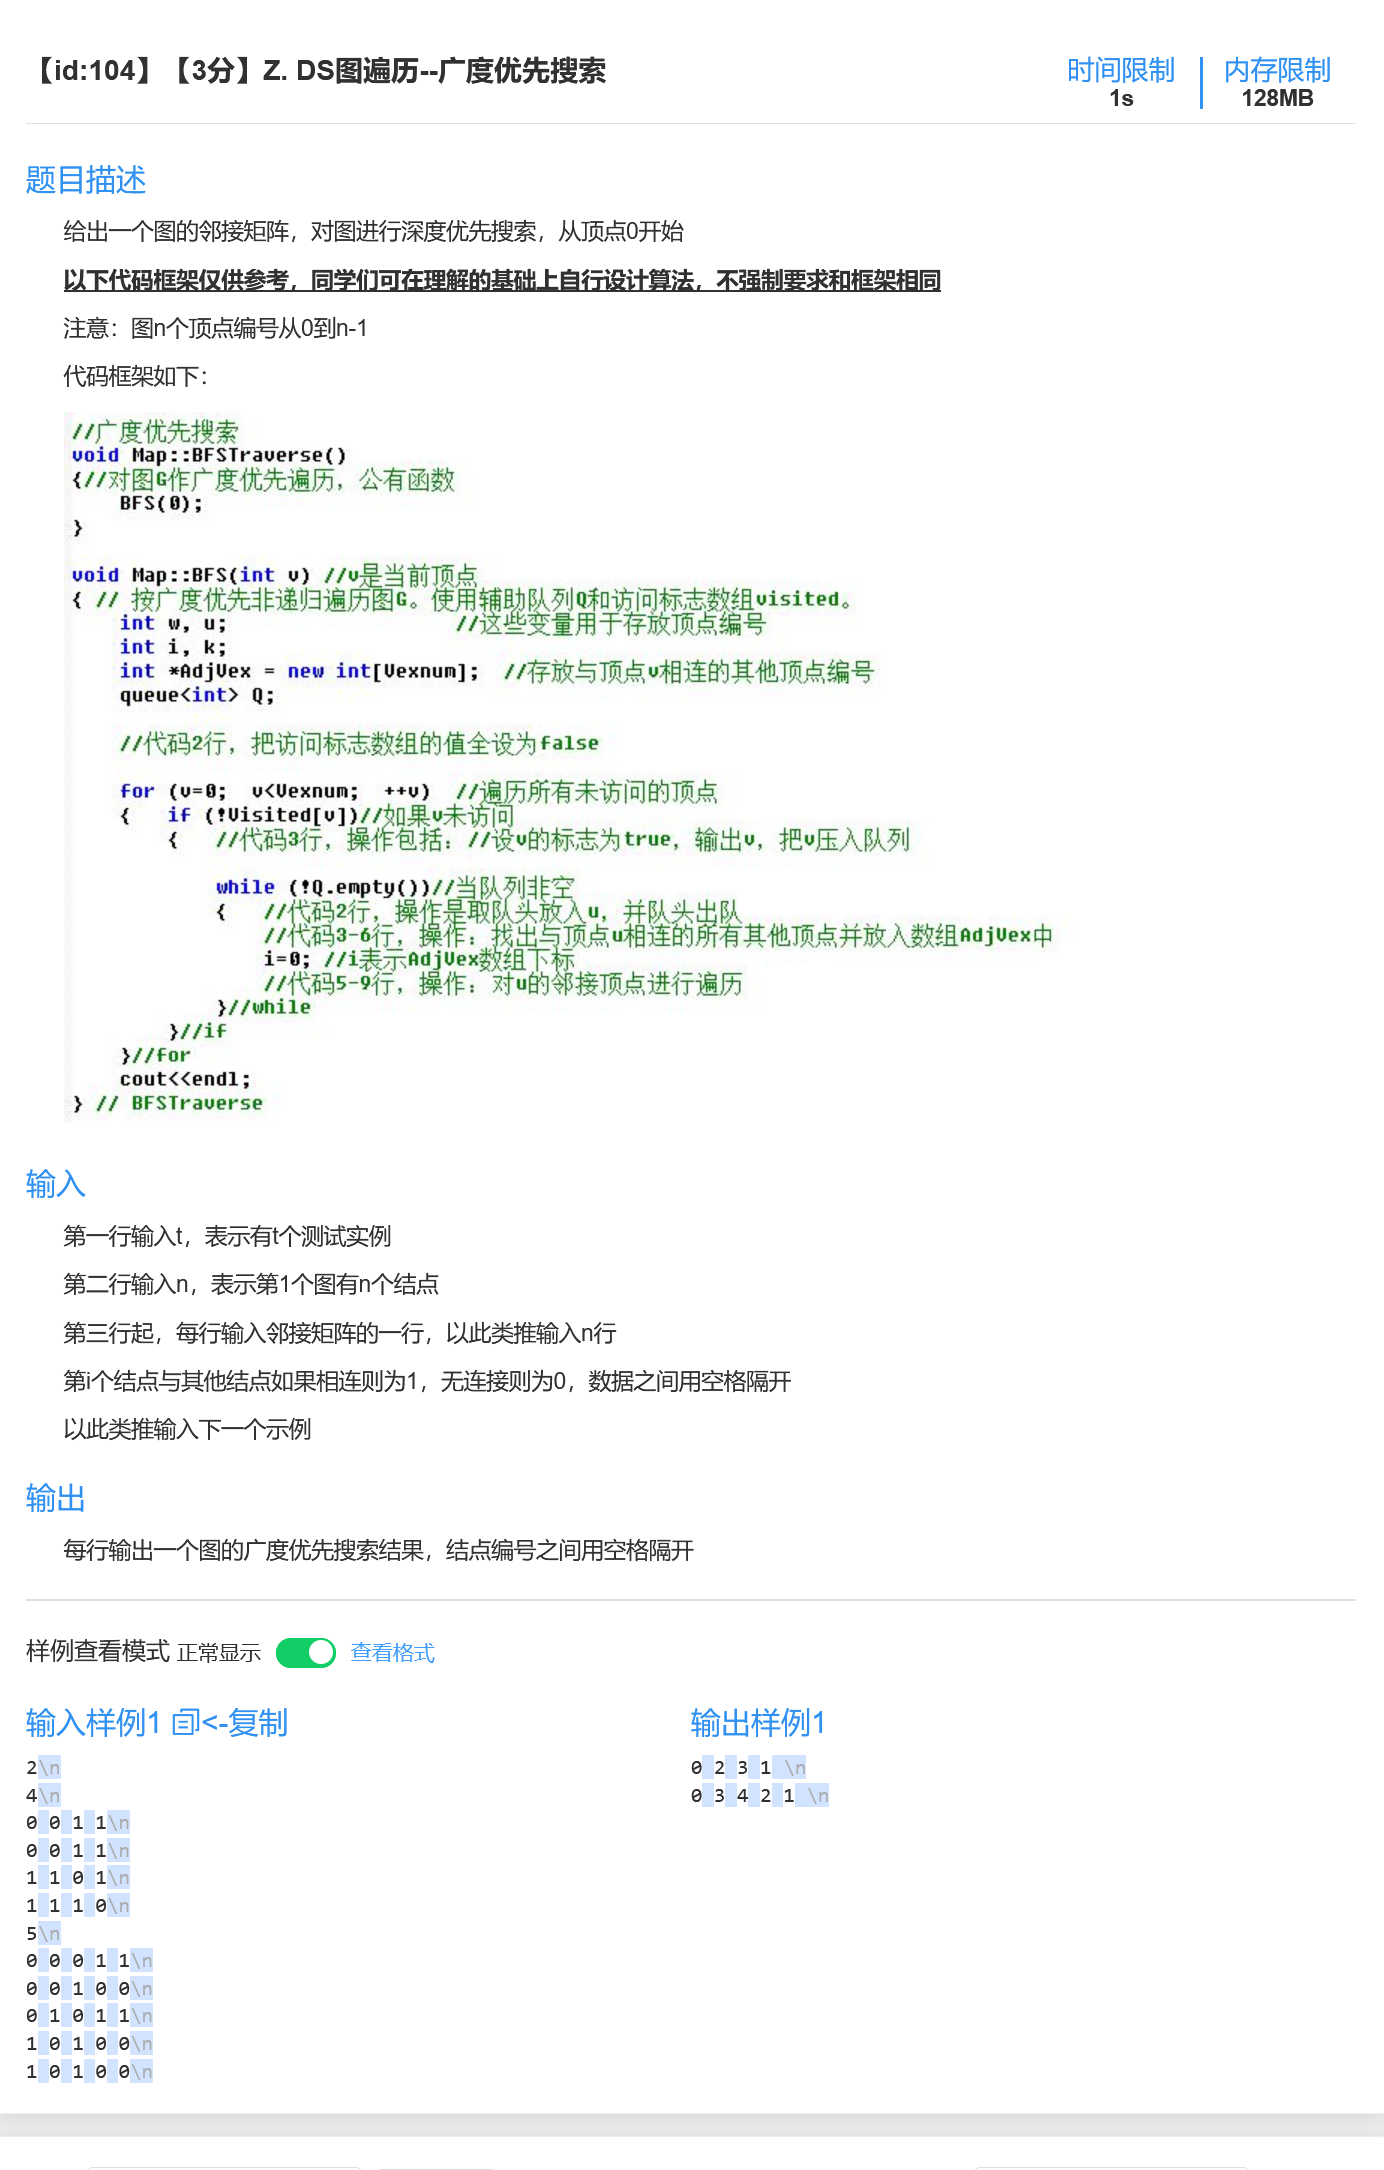 【id:104】【3分】Z. DS图遍历--广度优先搜索
时间限制
1s
内存限制
128MB
题目描述
给出一个图的邻接矩阵，对图进行深度优先搜索，从顶点0开始
以下代码框架仅供参考，同学们可在理解的基础上自行设计算法，不强制要求和框架相同
注意：图n个顶点编号从0到n-1
代码框架如下：
//广度优先搜索
void Map::BFSTraverse()
{//对图G作广度优先遍历，公有函数
    BFS(0);
}
void Map::BFS(int v) //v是当前顶点
{ // 按广度优先非递归遍历图G。使用辅助队列Q和访问标志数组visited。
    int w, u;                   //这些变量用于存放顶点编号
    int i, k;
    int *AdjVex = new int[Vexnum];  //存放与顶点v相连的其他顶点编号
    queue<int> Q;
    //代码2行，把访问标志数组的值全设为false
    for (v=0;  v<Vexnum;  ++v)  //遍历所有未访问的顶点
    {   if (!Visited[v])//如果v未访问
        {   //代码3行，操作包括：//设v的标志为true，输出v，把v压入队列
            while (!Q.empty())//当队列非空
            {   //代码2行，操作是取队头放入u，并队头出队
                //代码3-6行，操作：找出与顶点u相连的所有其他顶点并放入数组AdjVex中
                i=0; //i表示AdjVex数组下标
                //代码5-9行，操作：对u的邻接顶点进行遍历
            }//while
        }//if
    }//for
    cout<<endl;
} // BFSTraverse
输入
第一行输入t，表示有t个测试实例
第二行输入n，表示第1个图有n个结点
第三行起，每行输入邻接矩阵的一行，以此类推输入n行
第i个结点与其他结点如果相连则为1，无连接则为0，数据之间用空格隔开
以此类推输入下一个示例
输出
每行输出一个图的广度优先搜索结果，结点编号之间用空格隔开
样例查看模式 正常显示 查看格式
输入样例1 <-复制
2\n
4\n
0 0 1 1\n
0 0 1 1\n
1 1 0 1\n
1 1 1 0\n
5\n
0 0 0 1 1\n
0 0 1 0 0\n
0 1 0 1 1\n
1 0 1 0 0\n
1 0 1 0 0\n
输出样例1
0 2 3 1 \n
0 3 4 2 1 \n